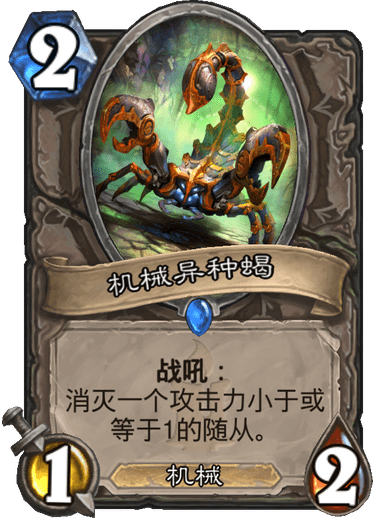 2
机械异种蝎
战吼：
消灭一个攻击力小于或
等于1的随从。
1
机械
2